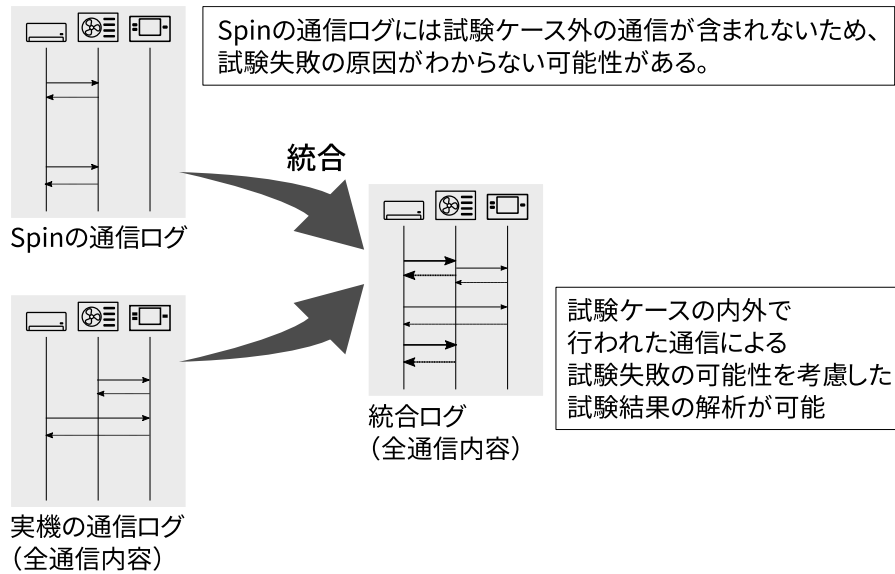 Spinの通信ログには試験ケース外の通信が含まれないため、
試験失敗の原因がわからない可能性がある。
統合
Spinの通信ログ
試験ケースの内外で
行われた通信による
試験失敗の可能性を考慮した
試験結果の解析が可能
統合ログ
（全通信内容）
実機の通信ログ
（全通信内容）